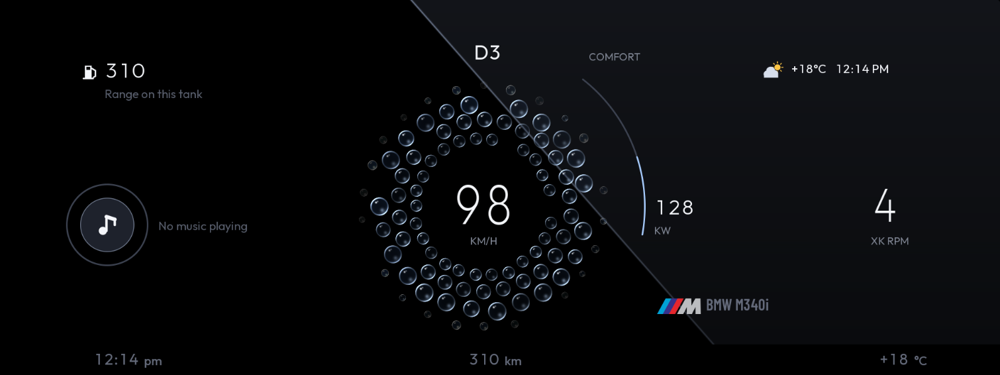 310
Range on this tank
D3
COMFORT
+18°C 12:14 PM
No music playing
98
KM/H
128
KW
4
XK RPM
M BMW M340i
12:14 pm
310 km
+18 °C